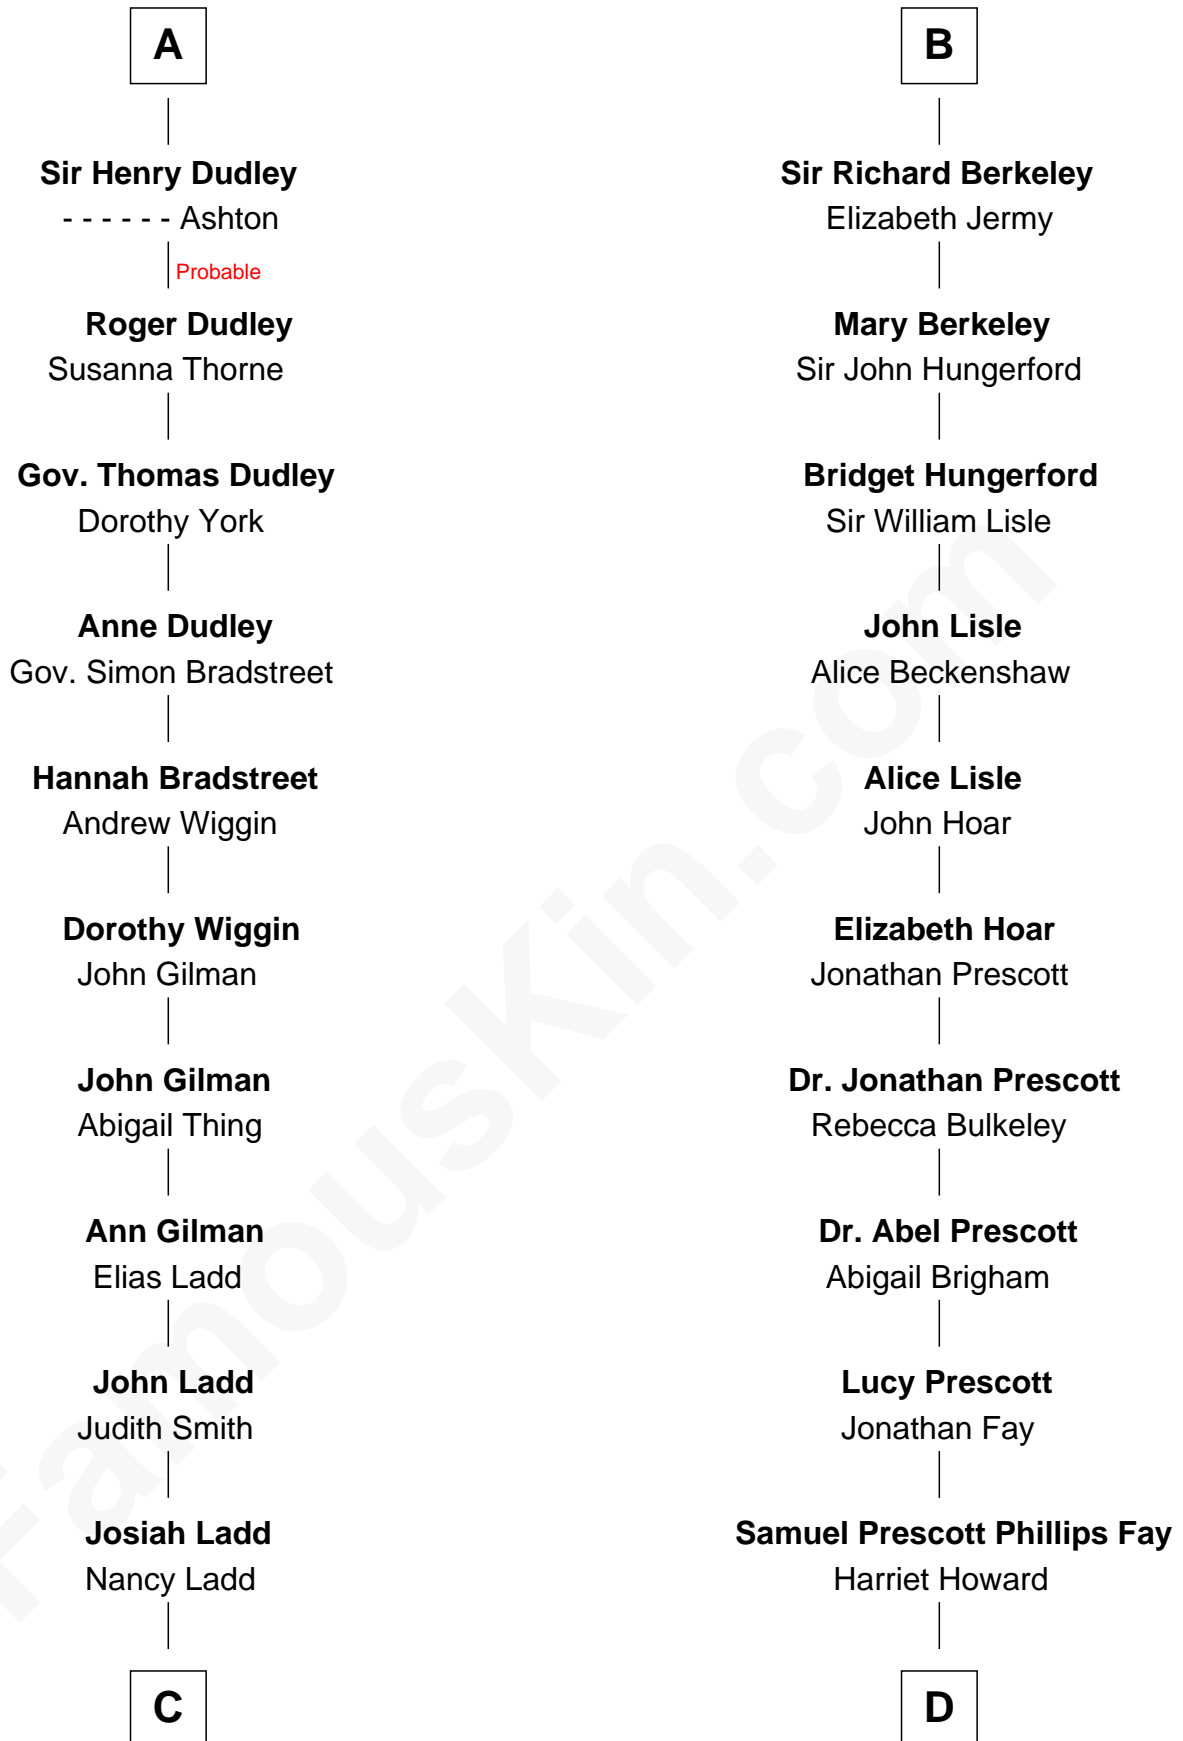 A
Sir Henry Dudley
- - - - - - Ashton
Probable
Roger Dudley
Susanna Thorne
Gov. Thomas Dudley
Dorothy York
Anne Dudley
Gov. Simon Bradstreet
Hannah Bradstreet
Andrew Wiggin
Dorothy Wiggin
John Gilman
John Gilman
Abigail Thing
Ann Gilman
Elias Ladd
John Ladd
Judith Smith
Josiah Ladd
Nancy Ladd
C
B
Sir Richard Berkeley
Elizabeth Jermy
Mary Berkeley
Sir John Hungerford
Bridget Hungerford
Sir William Lisle
John Lisle
Alice Beckenshaw
Alice Lisle
John Hoar
Elizabeth Hoar
Jonathan Prescott
Dr. Jonathan Prescott
Rebecca Bulkeley
Dr. Abel Prescott
Abigail Brigham
Lucy Prescott
Jonathan Fay
Samuel Prescott Phillips Fay
Harriet Howard
D
FamousKin.com